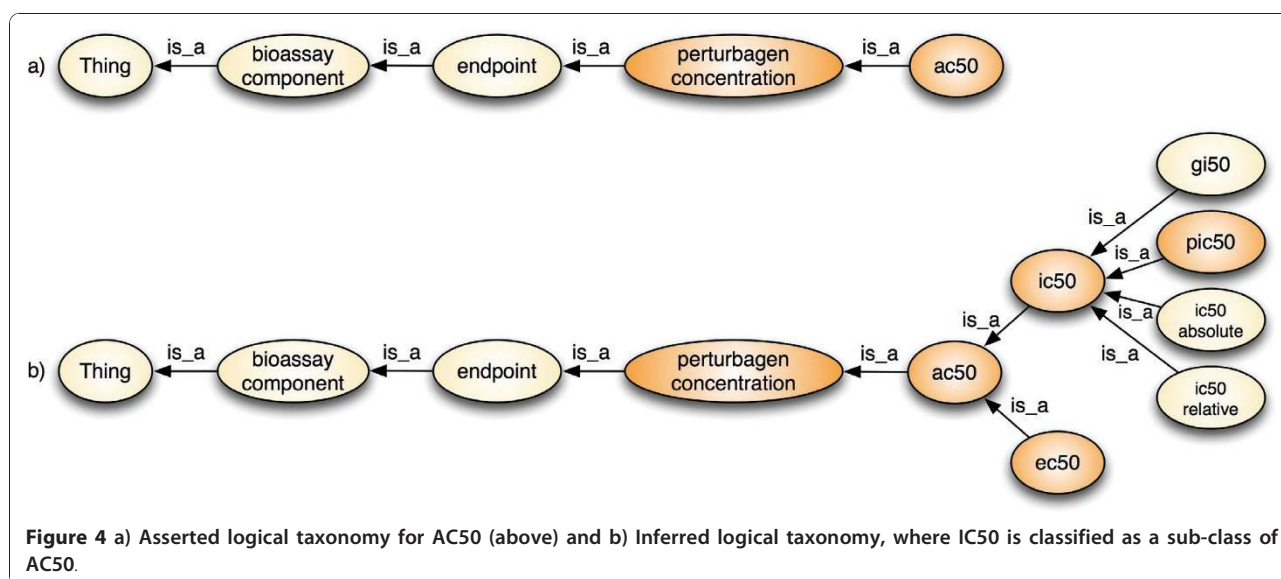 a)
Thing
is_a
bioassay
component
is_a
endpoint
is_a
perturbagen
concentration
is_a
ac50
b)
Thing
is_a
bioassay
component
is_a
endpoint
is_a
perturbagen
concentration
is_a
ac50
is_a
ic50
is_a
gi50
is_a
pic50
is_a
ic50
absolute
is_a
ic50
relative
is_a
ec50
Figure 4 a) Asserted logical taxonomy for AC50 (above) and b) Inferred logical taxonomy, where IC50 is classified as a sub-class of
AC50.